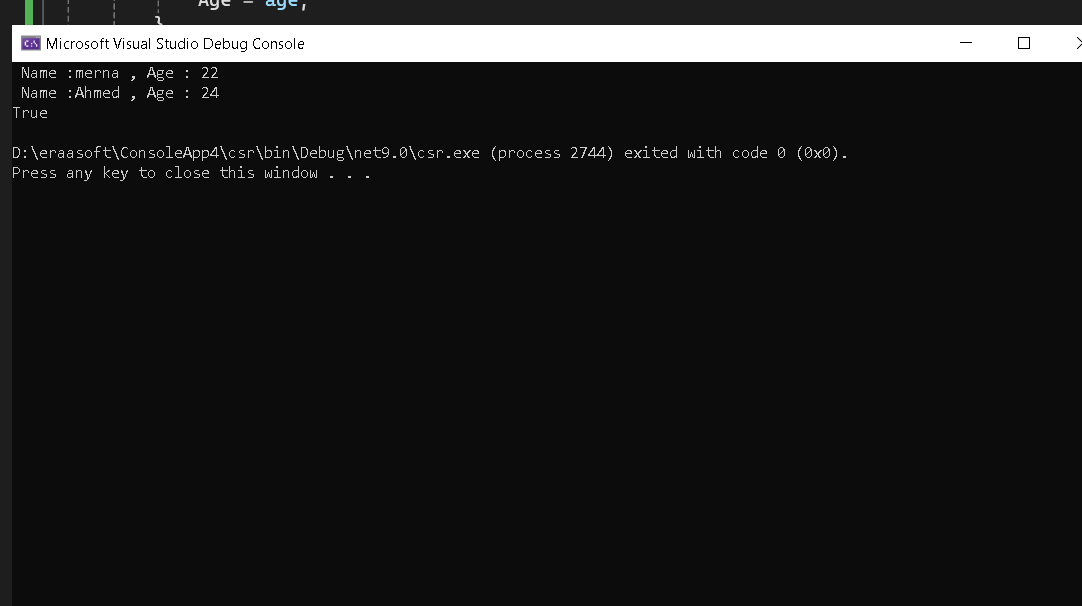 Age = age;
}
Microsoft Visual Studio Debug Console
Name :merna , Age : 22
Name :Ahmed , Age : 24
True
D:\eraasoft\ConsoleApp4\csr\bin\Debug\net9.0\csr.exe (process 2744) exited with code 0 (0x0).
Press any key to close this window . . .